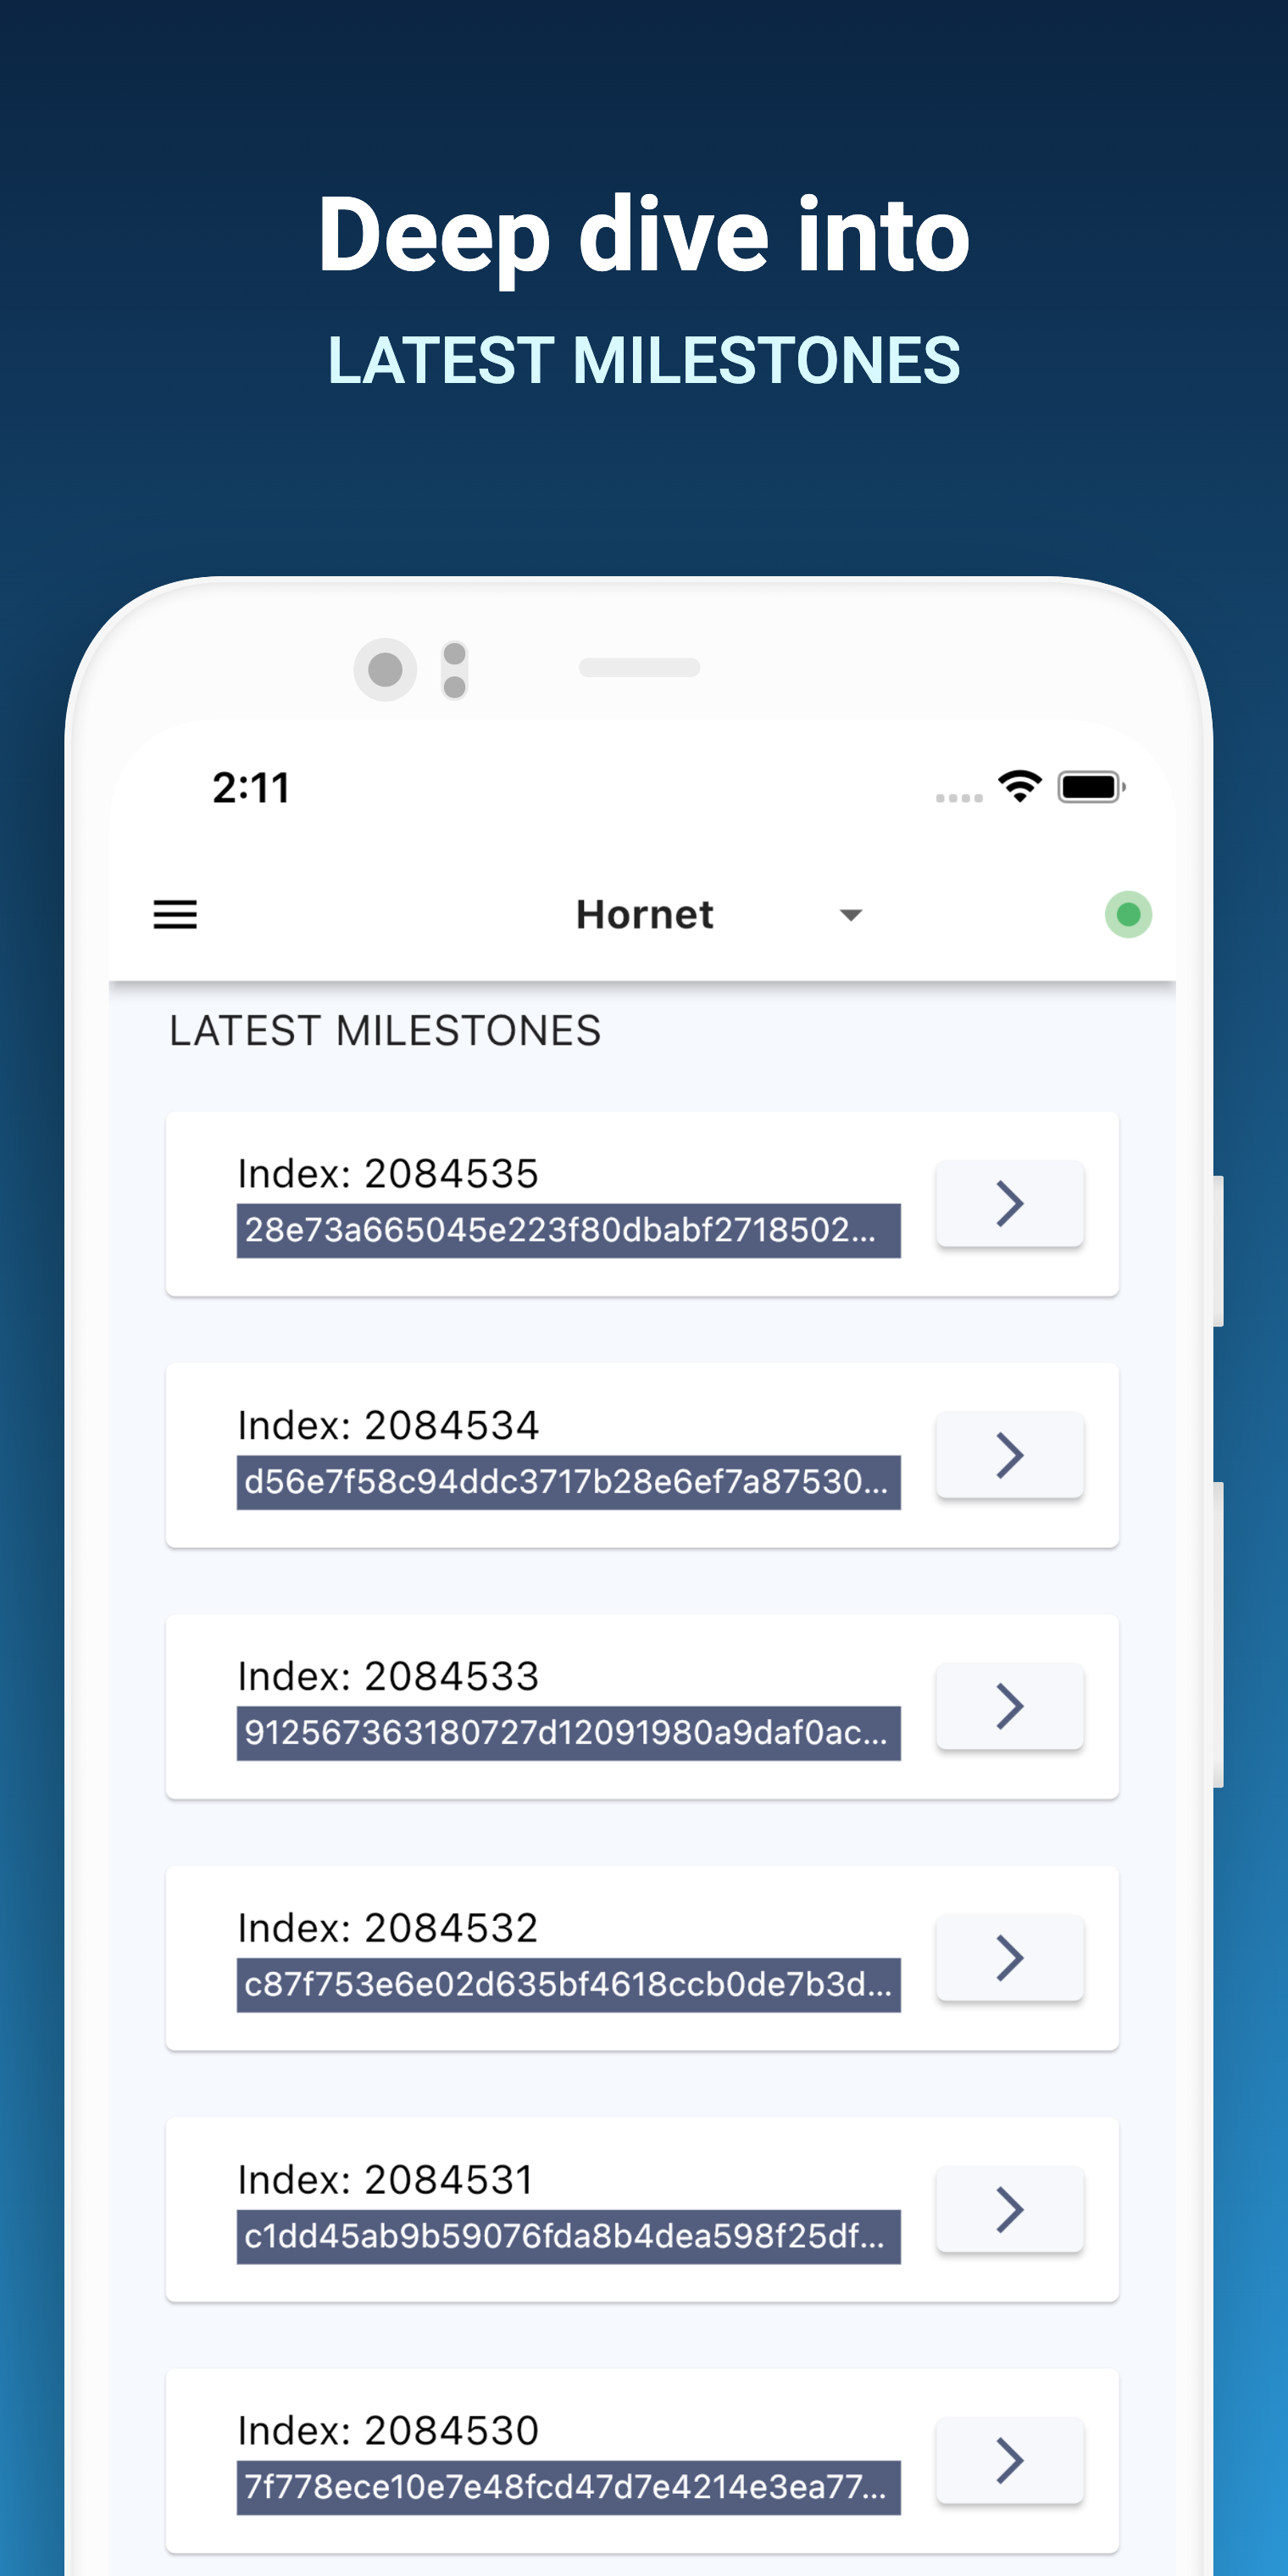 Deep dive into
LATEST MILESTONES
2:11
Hornet
LATEST MILESTONES
Index: 2084535
28e73a665045e223f80dbabf2718502...
Index: 2084534
d56e7f58c94ddc3717b28e6ef7a87530...
Index: 2084533
912567363180727d12091980a9daf0ac...
Index: 2084532
c87f753e6e02d635bf4618ccb0de7b3d...
Index: 2084531
c1dd45ab9b59076fda8b4dea598f25df...
Index: 2084530
7f778ece10e7e48fcd47d7e4214e3ea77...